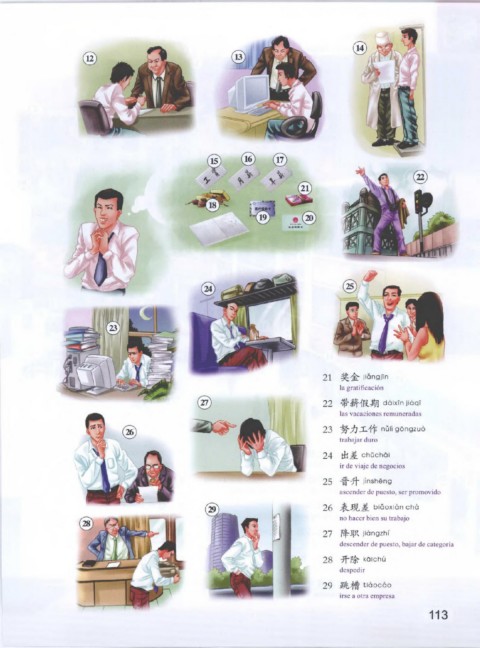 12
13
14
15
16
17
18
19
20
21
22
23
24
25
26
27
28
29
21 奖金 jiǎngjīn
la gratificación
22 带薪假期 dàixīn jiàqī
las vacaciones remuneradas
23 努力工作 nǔlì gōngzuò
trabajar duro
24 出差 chūchāi
ir de viaje de negocios
25 晋升 jìnshēng
ascender de puesto, ser promovido
26 表现差 biǎoxiàn chà
no hacer bien su trabajo
27 降职 jiàngzhí
descender de puesto, bajar de categoría
28 开除 kāichú
despedir
29 跳槽 tiàocáo
irse a otra empresa
113